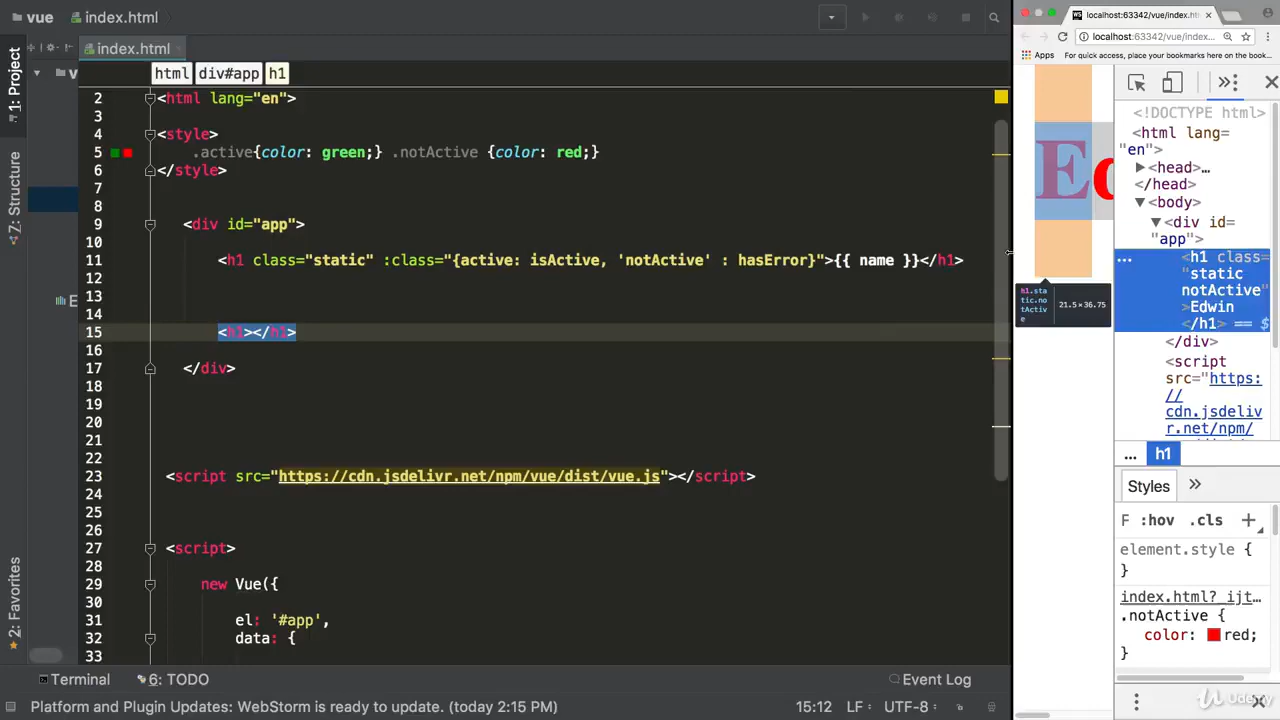 vue index.html
localhost:63342/vue/index.htm
localhost:63342/vue/index....
Apps For quick access, place your bookmarks here on the bookmark
index.html
html div#app h1
1: Project
7: Structure
2: Favorites
2 <html lang="en">
3
4 <style>
5 .active{color: green;} .notActive {color: red;}
6 </style>
7
8
9 <div id="app">
10
11 <h1 class="static" :class="{active: isActive, 'notActive' : hasError}">{{ name }}</h1>
12
13
14
15 <h1></h1>
16
17 </div>
18
19
20
21
22
23 <script src="https://cdn.jsdelivr.net/npm/vue/dist/vue.js"></script>
24
25
26
27 <script>
28
29 new Vue({
30
31 el: '#app',
32 data: {
33
Terminal 6: TODO Event Log
Platform and Plugin Updates: WebStorm is ready to update. (today 2:15 PM) 15:12 LF UTF-8
Ed
h1.sta
tic.no
tActiv
e
21.5×36.75
<!DOCTYPE html>
<html lang=
"en">
<head>…
</head>
<body>
<div id=
"app">
… <h1 class=
"static
notActive"
>Edwin
</h1> == $
</div>
<script
src="https:
//
cdn.jsdeliv
r.net/npm/
... h1
Styles
F :hov .cls +
element.style {
}
index.html?_ijt…
.notActive {
color: red;
}
Udemy